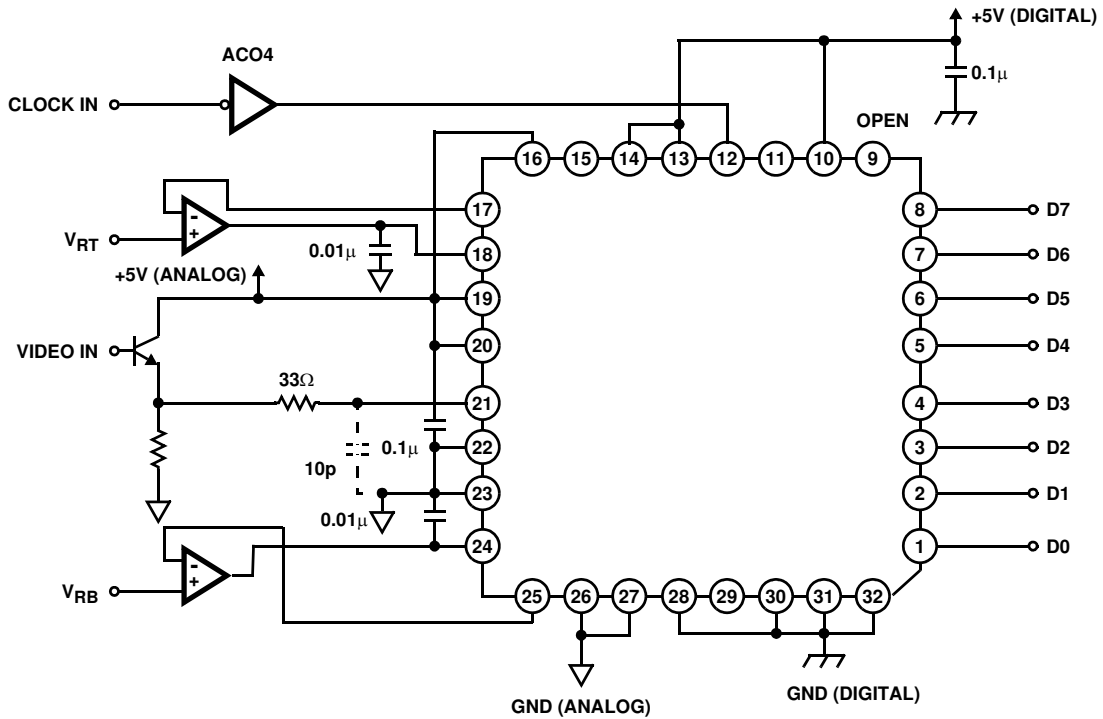 +5V (DIGITAL)
ACO4
0.1μ
CLOCK IN
OPEN
16 15 14 13 12 11 10 9
17
8 D7
VRT
- +
0.01μ
18
7 D6
+5V (ANALOG)
19
6 D5
VIDEO IN
20
5 D4
33Ω
21
4 D3
10p
0.1μ
22
3 D2
23
2 D1
0.01μ
24
1 D0
VRB
- +
25 26 27 28 29 30 31 32
GND (ANALOG)
GND (DIGITAL)